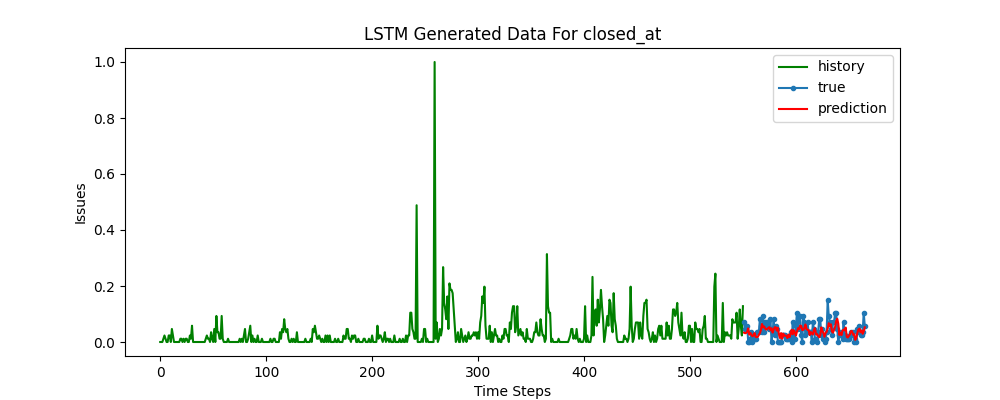 LSTM Generated Data For closed_at
history
true
prediction
1.0
0.8
0.6
0.4
0.2
0.0
Issues
0 100 200 300 400 500 600
Time Steps